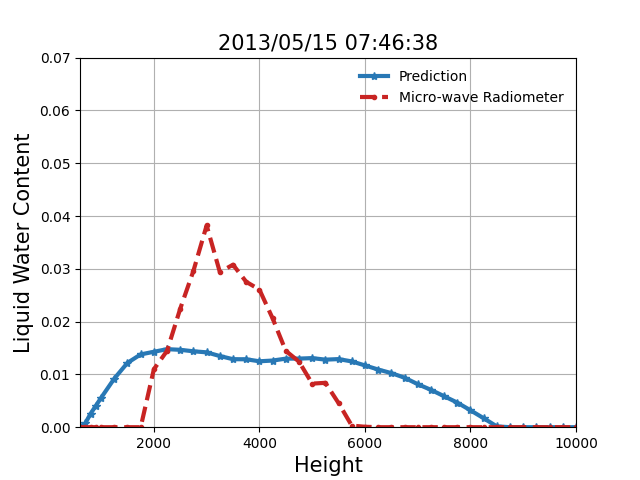 2013/05/15 07:46:38
Prediction
Micro-wave Radiometer
Liquid Water Content
0.07
0.06
0.05
0.04
0.03
0.02
0.01
0.00
2000 4000 6000 8000 10000
Height